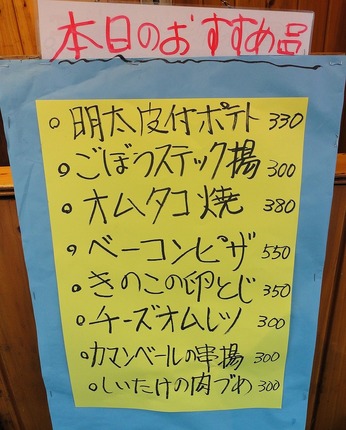 本日のおすすめ品
。明太皮付ポテト 330
。ごぼうスティック揚 300
。オムタコ焼 380
。ベーコンピザ 550
。きのこの卵とじ 350
。チーズオムレツ 300
。カマンベールの串揚 300
。しいたけの肉づめ 300